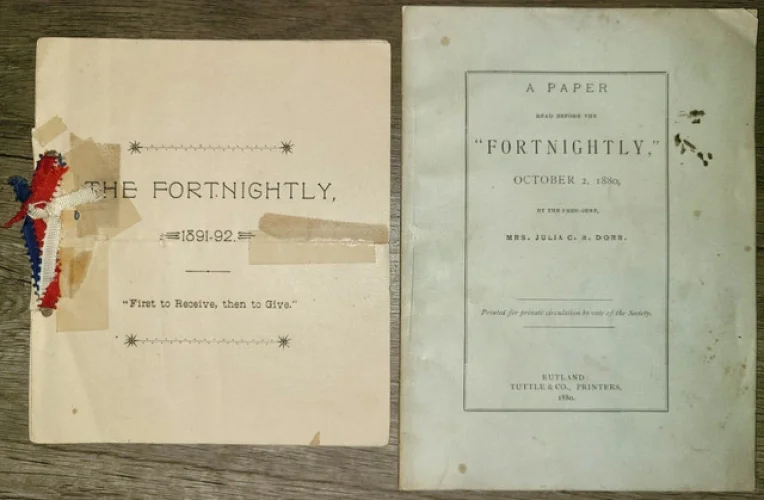 THE FORTNIGHTLY,
1891-92.
"First to Receive, then to Give."
A PAPER
READ BEFORE THE
"FORTNIGHTLY,"
OCTOBER 2, 1880,
BY THE PRESIDENT,
MRS. JULIA C. R. DORR.
Printed for private circulation by vote of the Society.
RUTLAND:
TUTTLE & CO., PRINTERS,
1880.